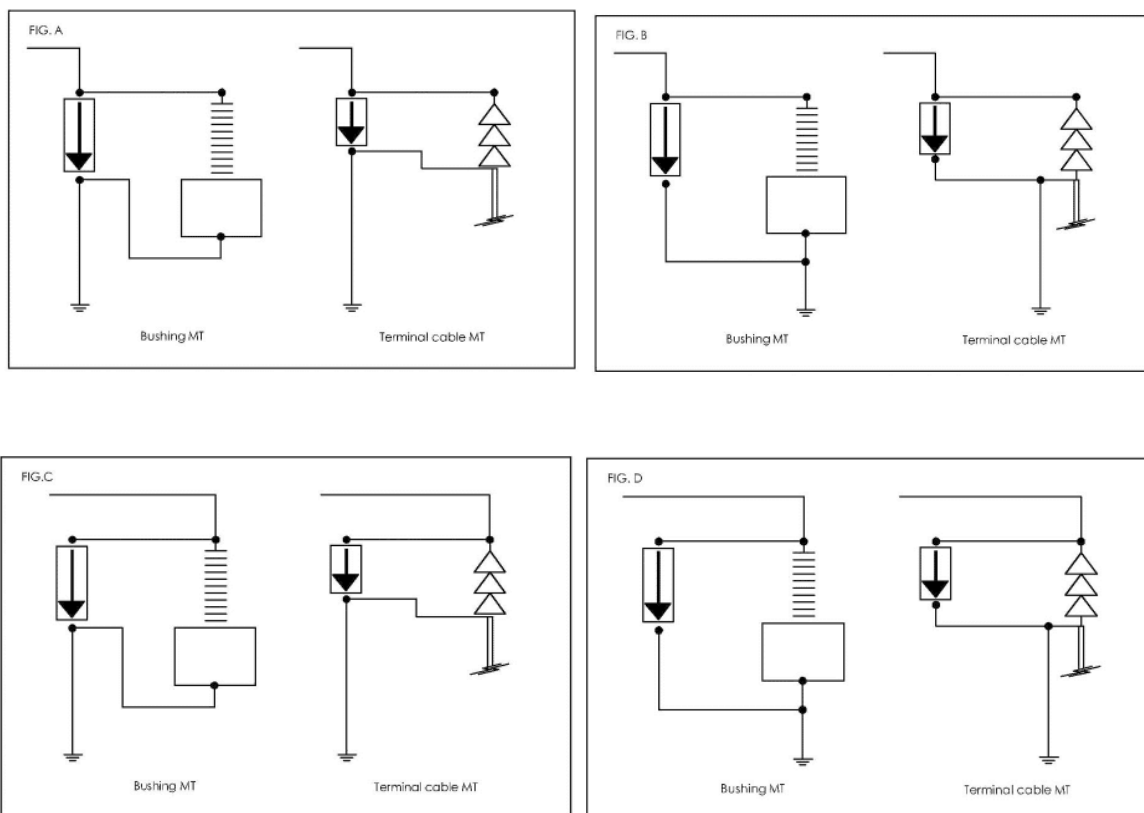 FIG. A
Bushing MT
Terminal cable MT
FIG. B
Bushing MT
Terminal cable MT
FIG.C
Bushing MT
Terminal cable MT
FIG. D
Bushing MT
Terminal cable MT